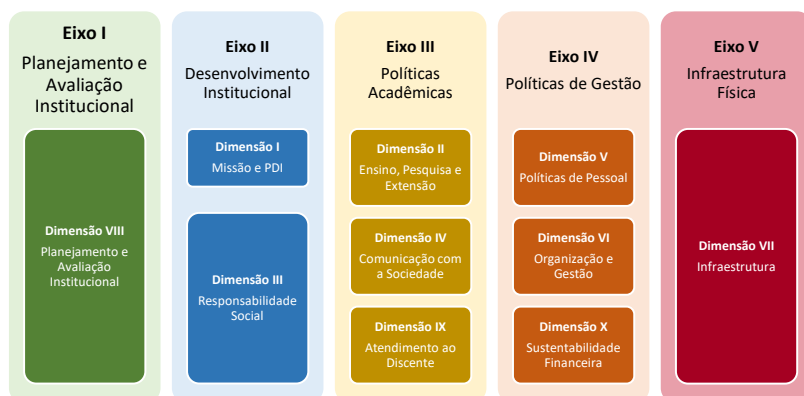 Eixo I
Planejamento e
Avaliação
Institucional
Dimensão VIII
Planejamento e
Avaliação
Institucional
Eixo II
Desenvolvimento
Institucional
Dimensão I
Missão e PDI
Dimensão III
Responsabilidade
Social
Eixo III
Políticas
Acadêmicas
Dimensão II
Ensino, Pesquisa e
Extensão
Dimensão IV
Comunicação com
a Sociedade
Dimensão IX
Atendimento ao
Discente
Eixo IV
Políticas de Gestão
Dimensão V
Políticas de Pessoal
Dimensão VI
Organização e
Gestão
Dimensão X
Sustentabilidade
Financeira
Eixo V
Infraestrutura
Física
Dimensão VII
Infraestrutura